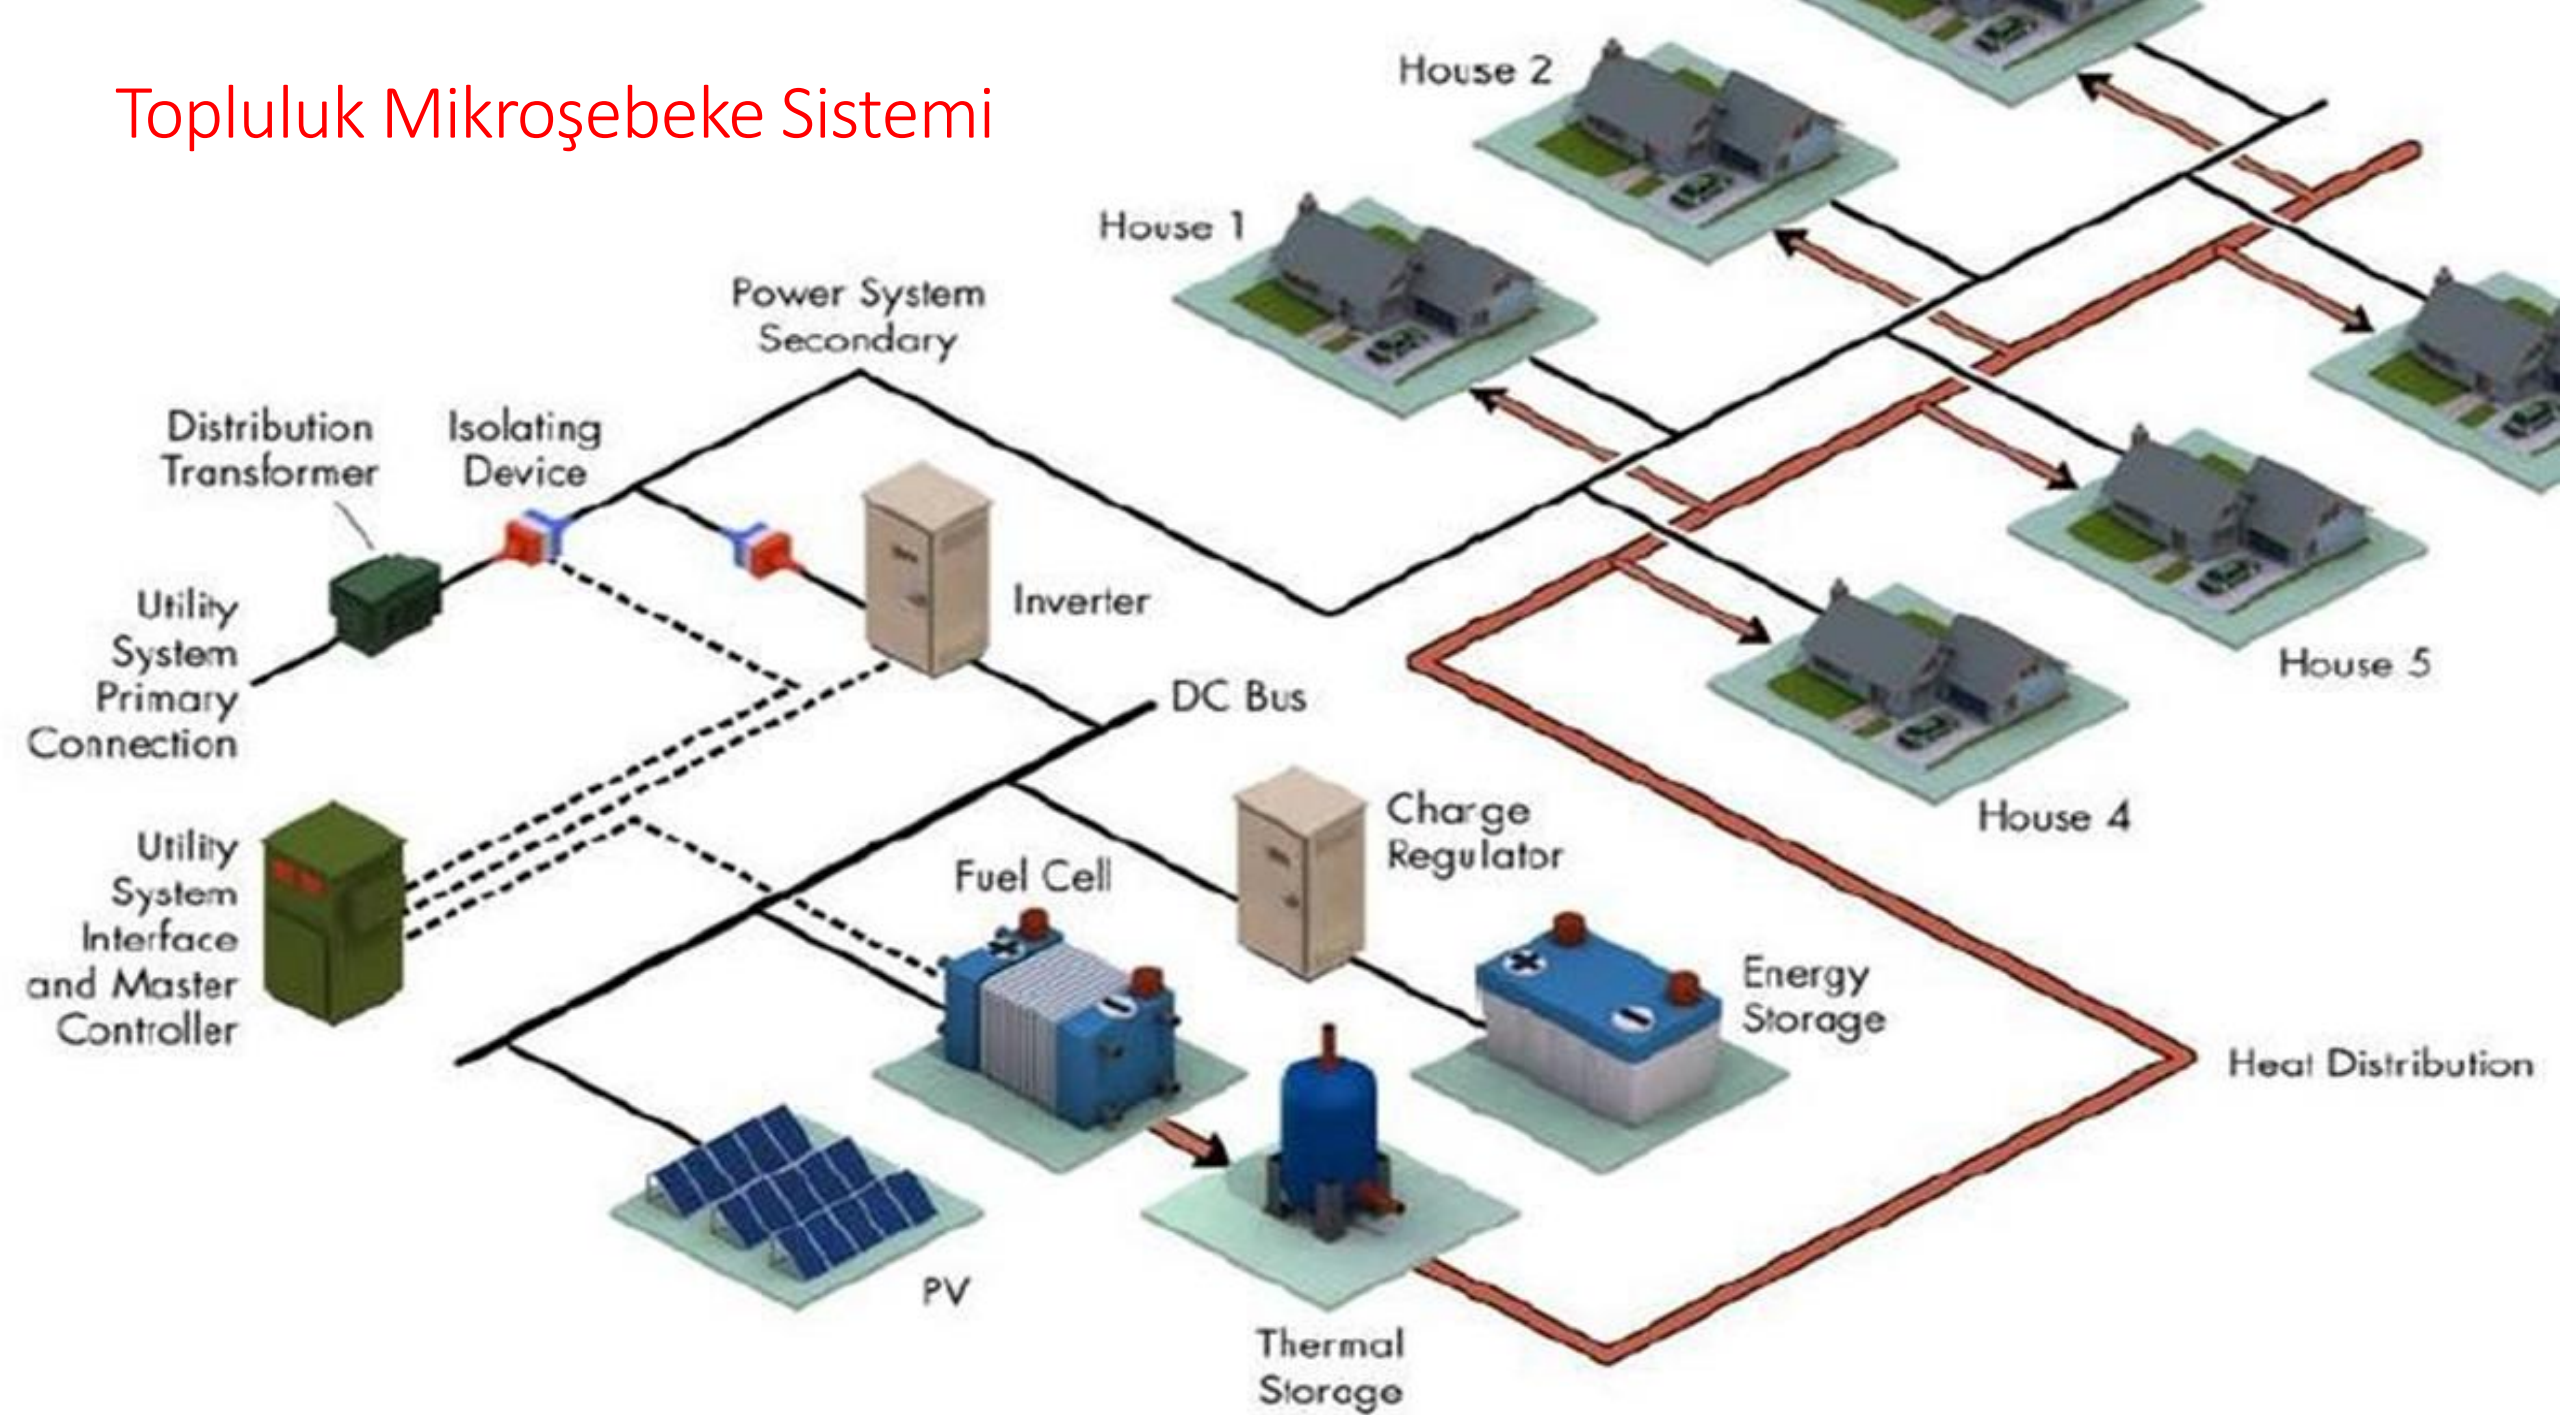 Topluluk Mikroşebeke Sistemi
House 2
House 1
Power System
Secondary
Distribution
Transformer
Isolating
Device
Utility
System
Primary
Connection
Inverter
DC Bus
House 5
House 4
Charge
Regulator
Fuel Cell
Utility
System
Interface
and Master
Controller
Energy
Storage
Heat Distribution
PV
Thermal
Storage